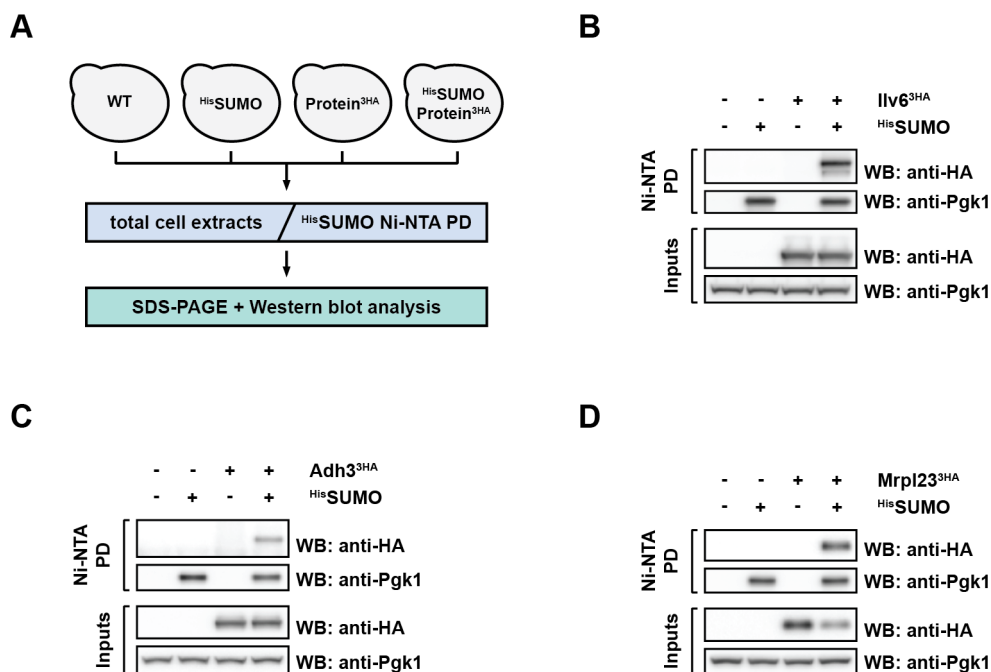 A
WT
HisSUMO
Protein3HA
HisSUMO
Protein3HA
total cell extracts / HisSUMO Ni-NTA PD
SDS-PAGE + Western blot analysis
B
- - + + Ilv63HA
- + - + HisSUMO
Ni-NTA
PD
WB: anti-HA
WB: anti-Pgk1
Inputs
WB: anti-HA
WB: anti-Pgk1
C
- - + + Adh33HA
- + - + HisSUMO
Ni-NTA
PD
WB: anti-HA
WB: anti-Pgk1
Inputs
WB: anti-HA
WB: anti-Pgk1
D
- - + + Mrpl233HA
- + - + HisSUMO
Ni-NTA
PD
WB: anti-HA
WB: anti-Pgk1
Inputs
WB: anti-HA
WB: anti-Pgk1